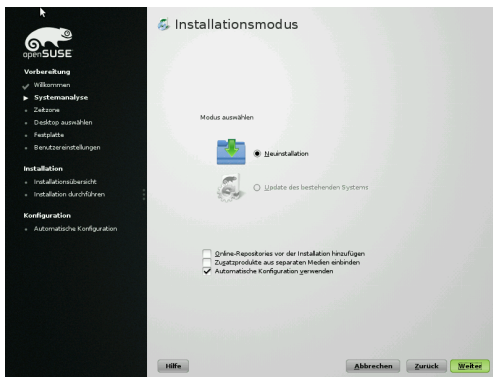 openSUSE
Vorbereitung
Willkommen
Systemanalyse
Zeitzone
Desktop auswählen
Festplatte
Benutzereinstellungen
Installation
Installationsübersicht
Installation durchführen
Konfiguration
Automatische Konfiguration
Installationsmodus
Modus auswählen
Neuinstallation
Update des bestehenden Systems
Online-Repositories vor der Installation hinzufügen
Zusatzprodukte aus separaten Medien einbinden
Automatische Konfiguration verwenden
Hilfe
Abbrechen
Zurück
Weiter